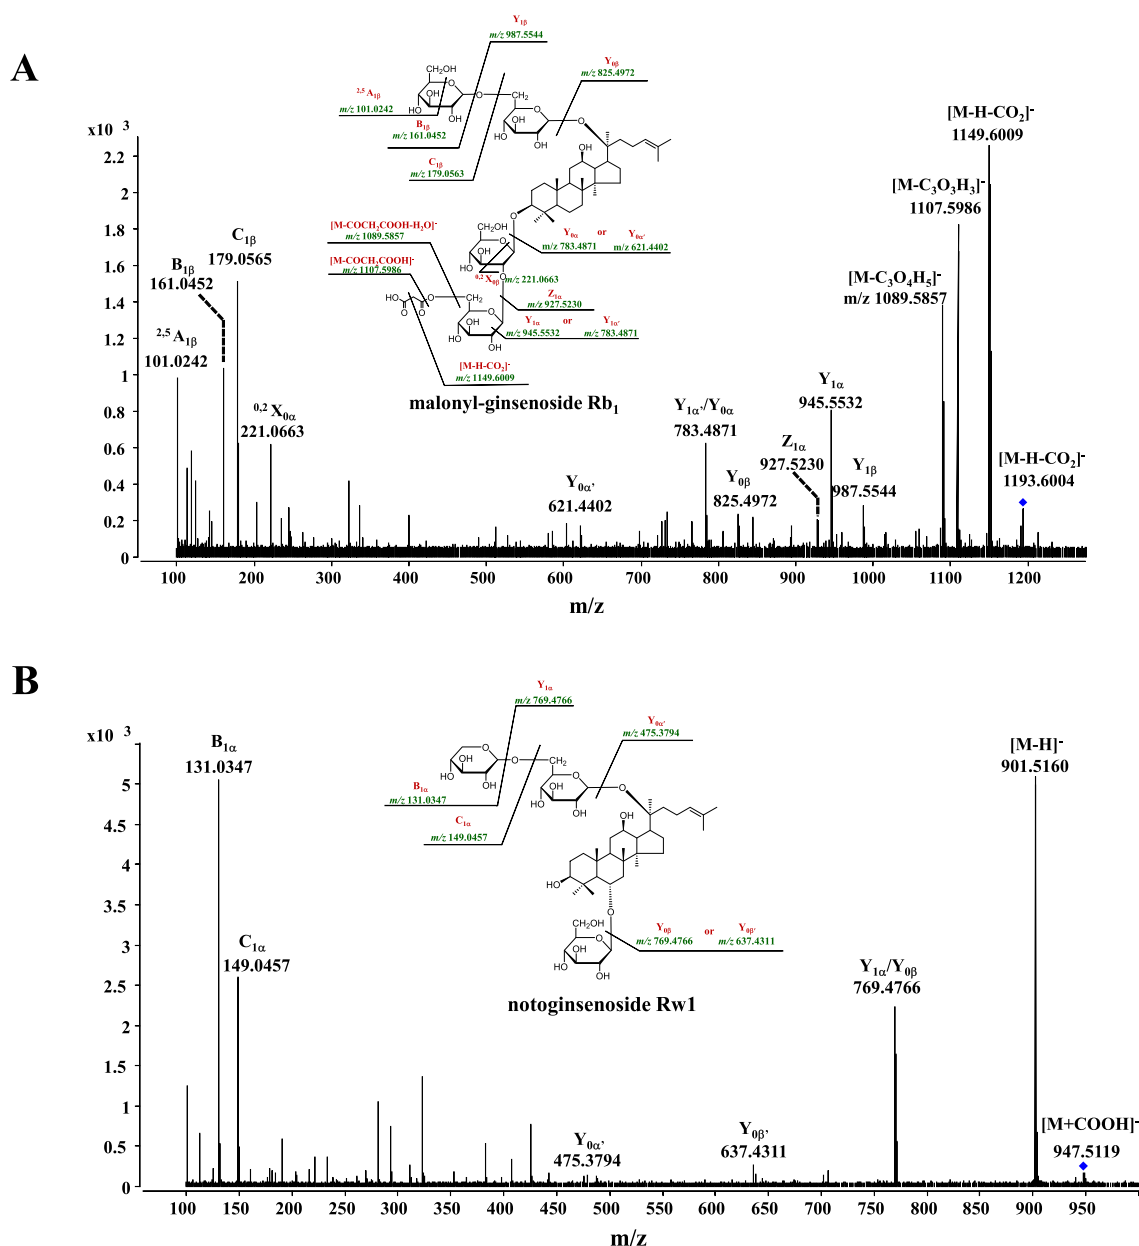 A
x10 3
2.2
2
1.8
1.6
1.4
1.2
1
0.8
0.6
0.4
0.2
0
100 200 300 400 500 600 700 800 900 1000 1100 1200
m/z
2,5A1β
101.0242
B1β
161.0452
C1β
179.0565
0,2X0α
221.0663
Y0α'
621.4402
Y1α'/Y0α
783.4871
Y0β
825.4972
Z1α
927.5230
Y1α
945.5532
Y1β
987.5544
[M-C3O4H5]-
m/z 1089.5857
[M-C3O3H3]-
1107.5986
[M-H-CO2]-
1149.6009
[M-H-CO2]-
1193.6004
Y1β
m/z 987.5544
Y0β
m/z 825.4972
2,5A1β
m/z 101.0242
B1β
m/z 161.0452
C1β
m/z 179.0563
[M-COCH2COOH-H2O]-
m/z 1089.5857
[M-COCH2COOH]-
m/z 1107.5986
Y0α or Y0α'
m/z 783.4871 m/z 621.4402
0,2X0β m/z 221.0663
Z1α
m/z 927.5230
Y1α or Y1α'
m/z 945.5532 m/z 783.4871
[M-H-CO2]-
m/z 1149.6009
malonyl-ginsenoside Rb1
B
x10 3
5
4.5
4
3.5
3
2.5
2
1.5
1
0.5
0
100 150 200 250 300 350 400 450 500 550 600 650 700 750 800 850 900 950
m/z
B1α
131.0347
C1α
149.0457
Y0α'
475.3794
Y0β'
637.4311
Y1α/Y0β
769.4766
[M-H]-
901.5160
[M+COOH]-
947.5119
Y1α
m/z 769.4766
Y0α'
m/z 475.3794
B1α
m/z 131.0347
C1α
m/z 149.0457
Y0β or Y0β'
m/z 769.4766 m/z 637.4311
notoginsenoside Rw1